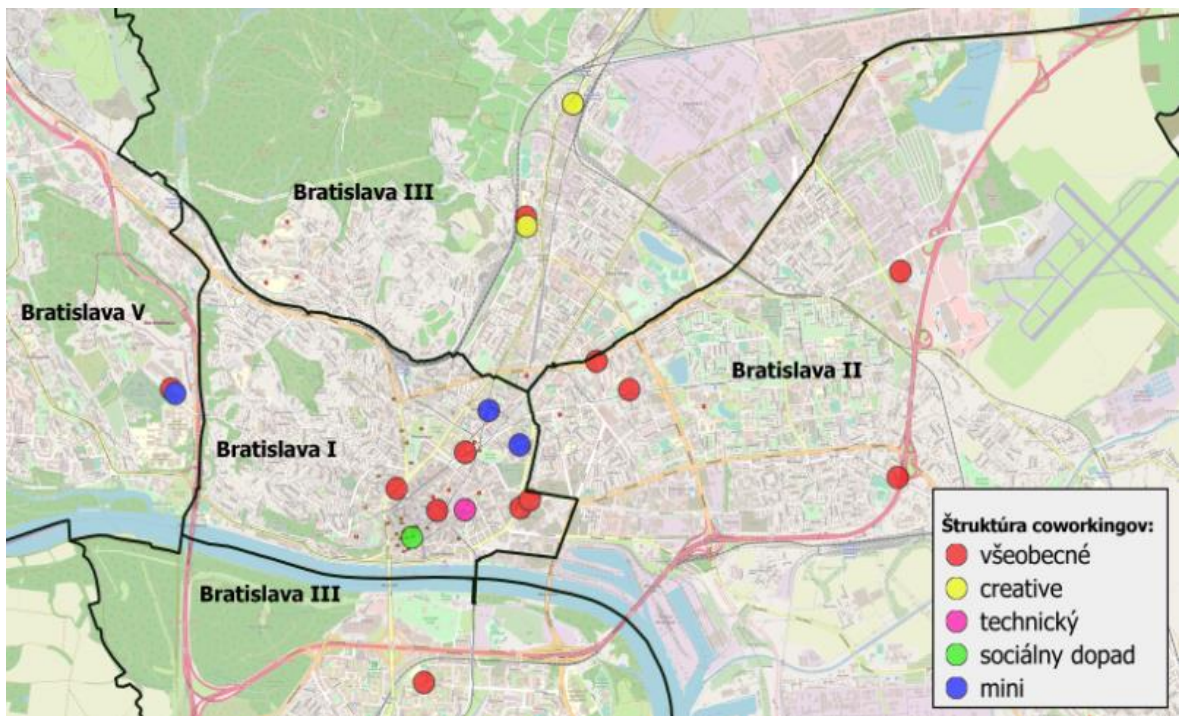 Bratislava III
Bratislava V
Bratislava II
Bratislava I
Bratislava III
Štruktúra coworkingov:
všeobecné
creative
technický
sociálny dopad
mini